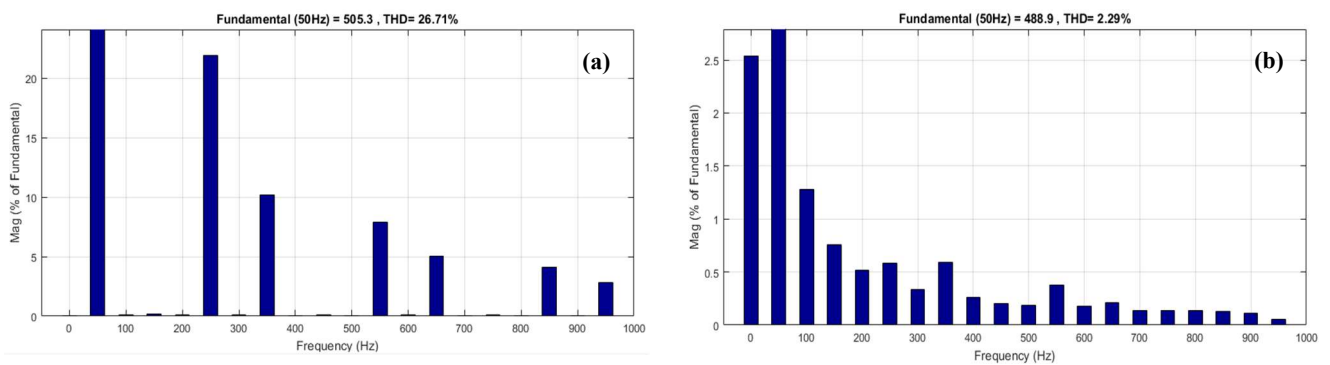 Fundamental (50Hz) = 505.3 , THD= 26.71%
(a)
20
15
10
5
0
Mag (% of Fundamental)
0 100 200 300 400 500 600 700 800 900 1000
Frequency (Hz)
Fundamental (50Hz) = 488.9 , THD= 2.29%
(b)
2.5
2
1.5
1
0.5
0
Mag (% of Fundamental)
0 100 200 300 400 500 600 700 800 900 1000
Frequency (Hz)